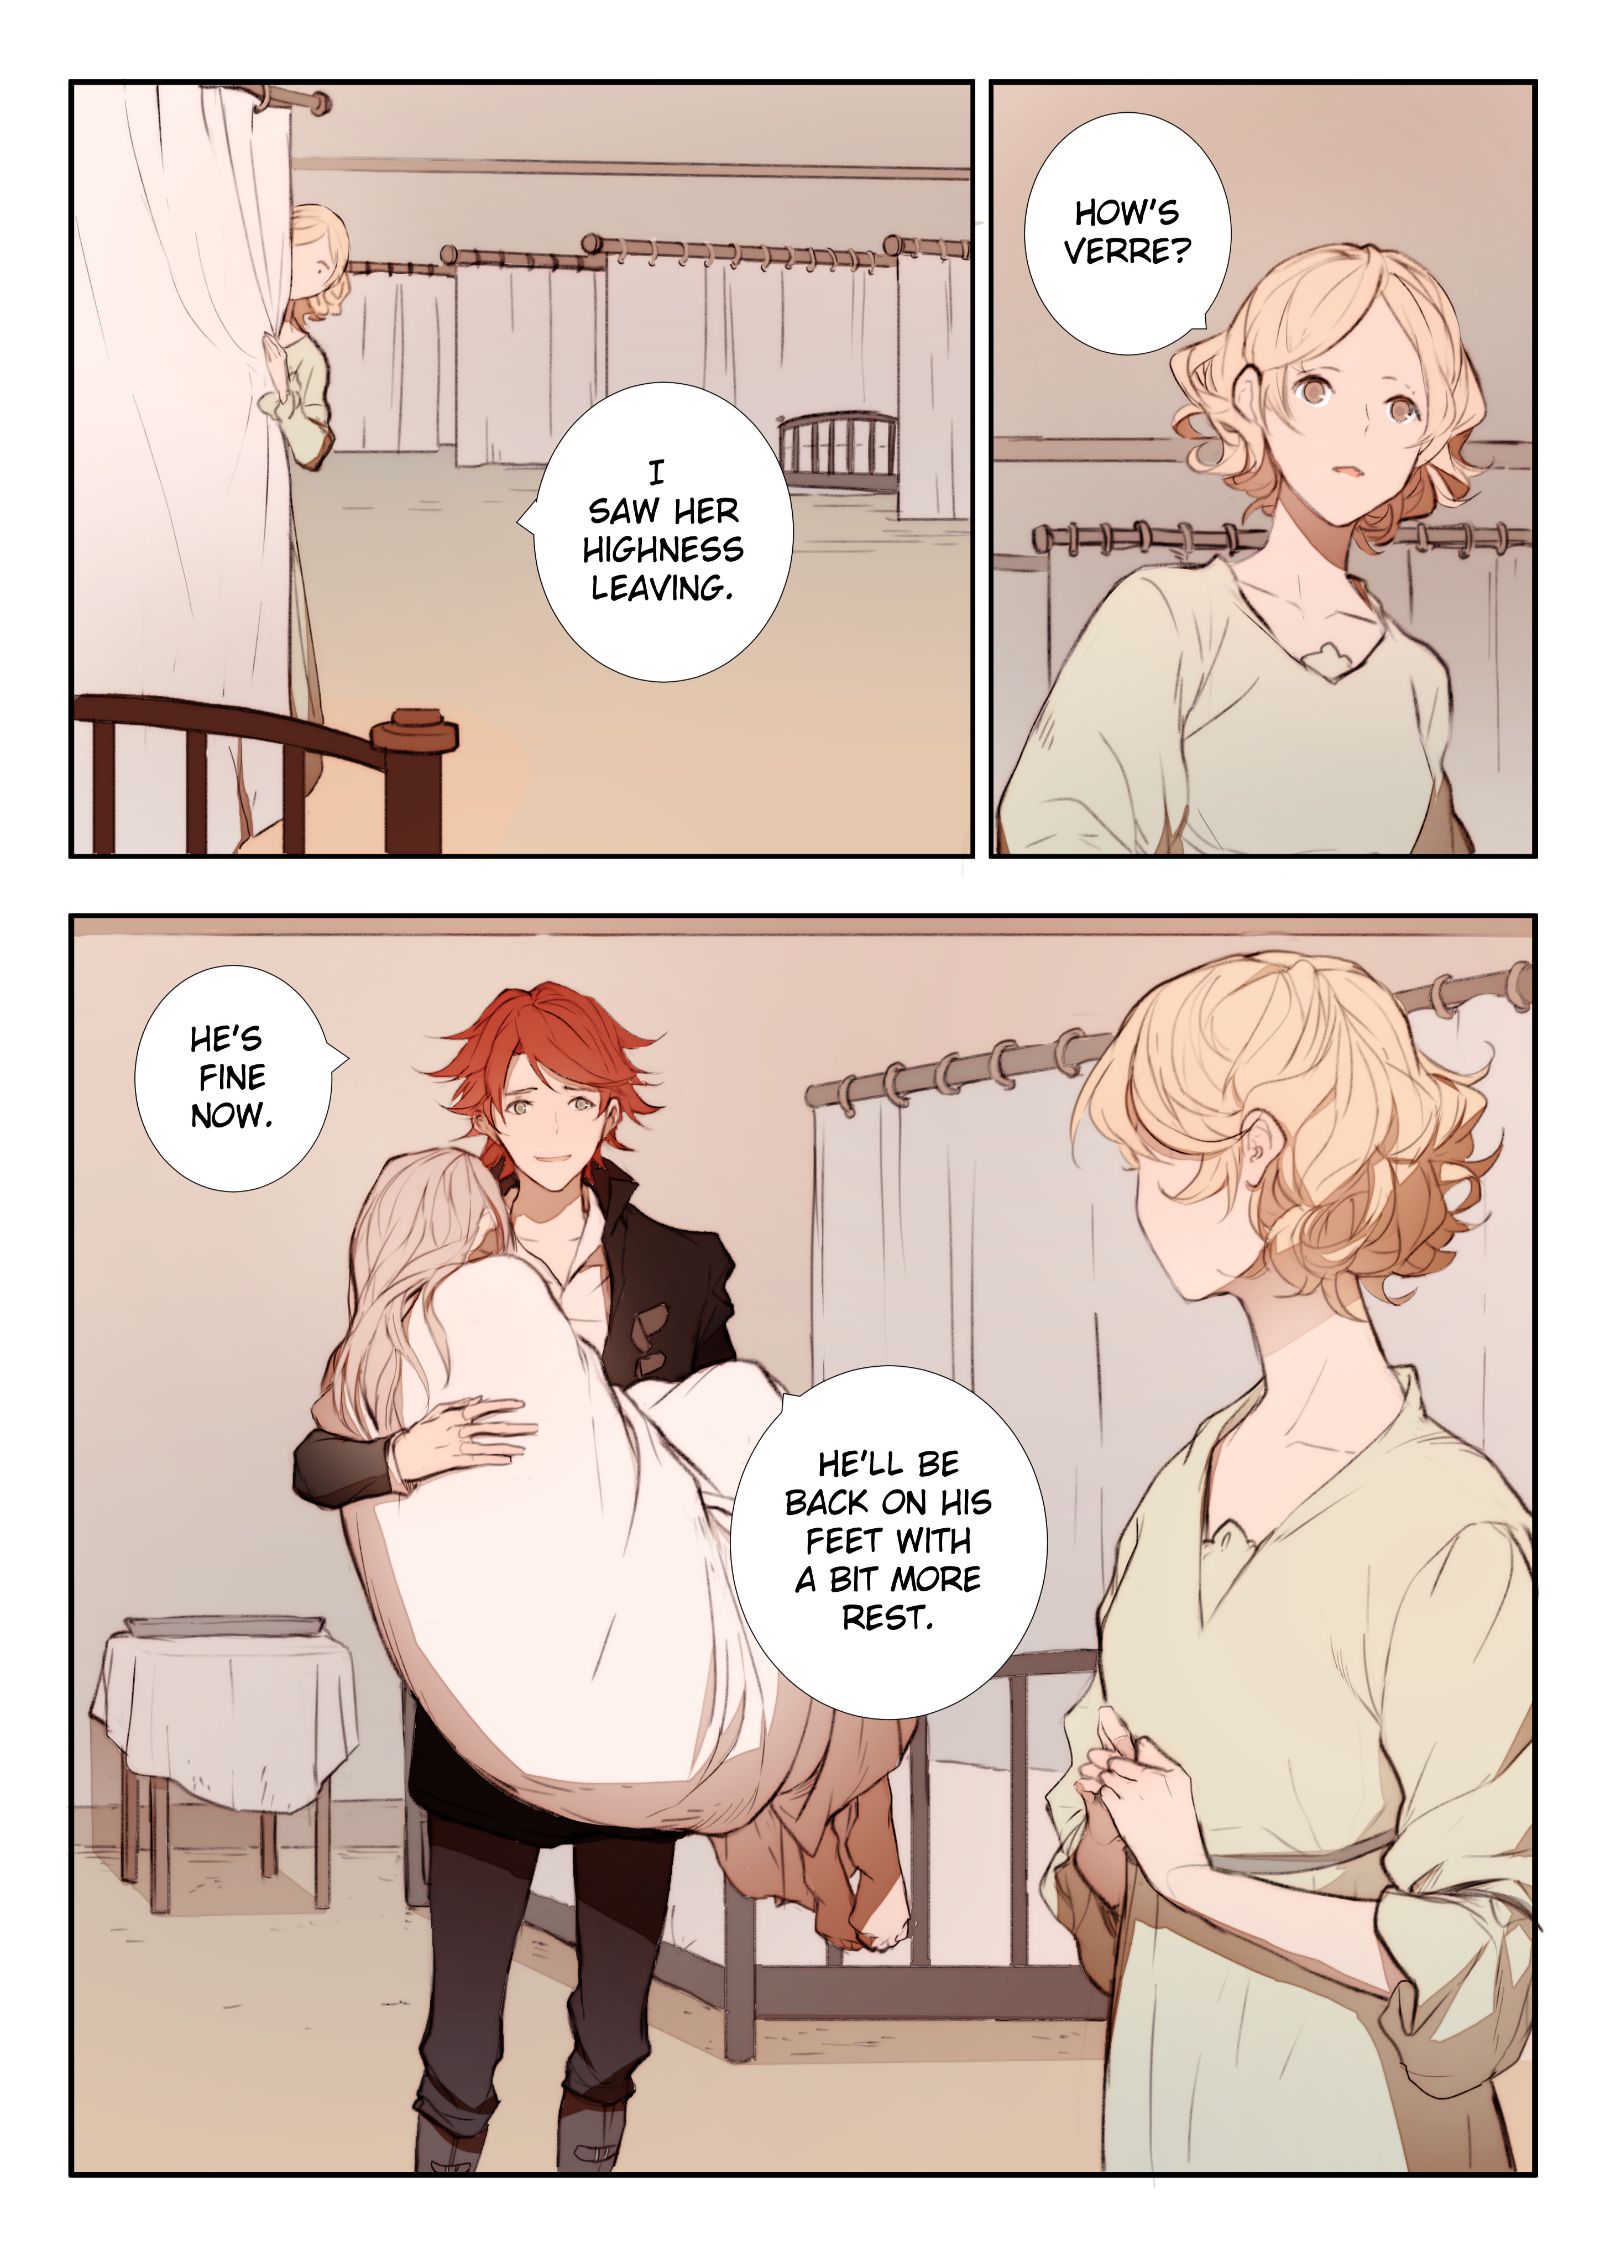 I
SAW HER
HIGHNESS
LEAVING.
HOW'S
VERRE?
HE'S
FINE
NOW.
HE'LL BE
BACK ON HIS
FEET WITH
A BIT MORE
REST.